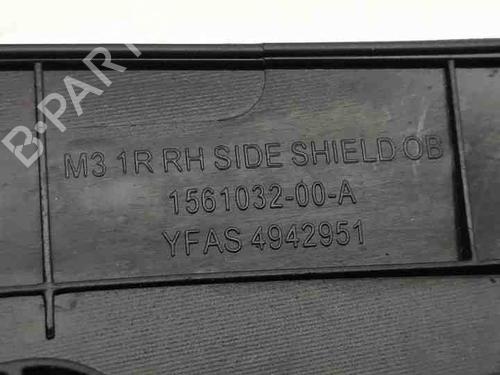 B-PARTS
M3 1R RH SIDE SHIELD OB
1561032-00-A
YFAS 4942951